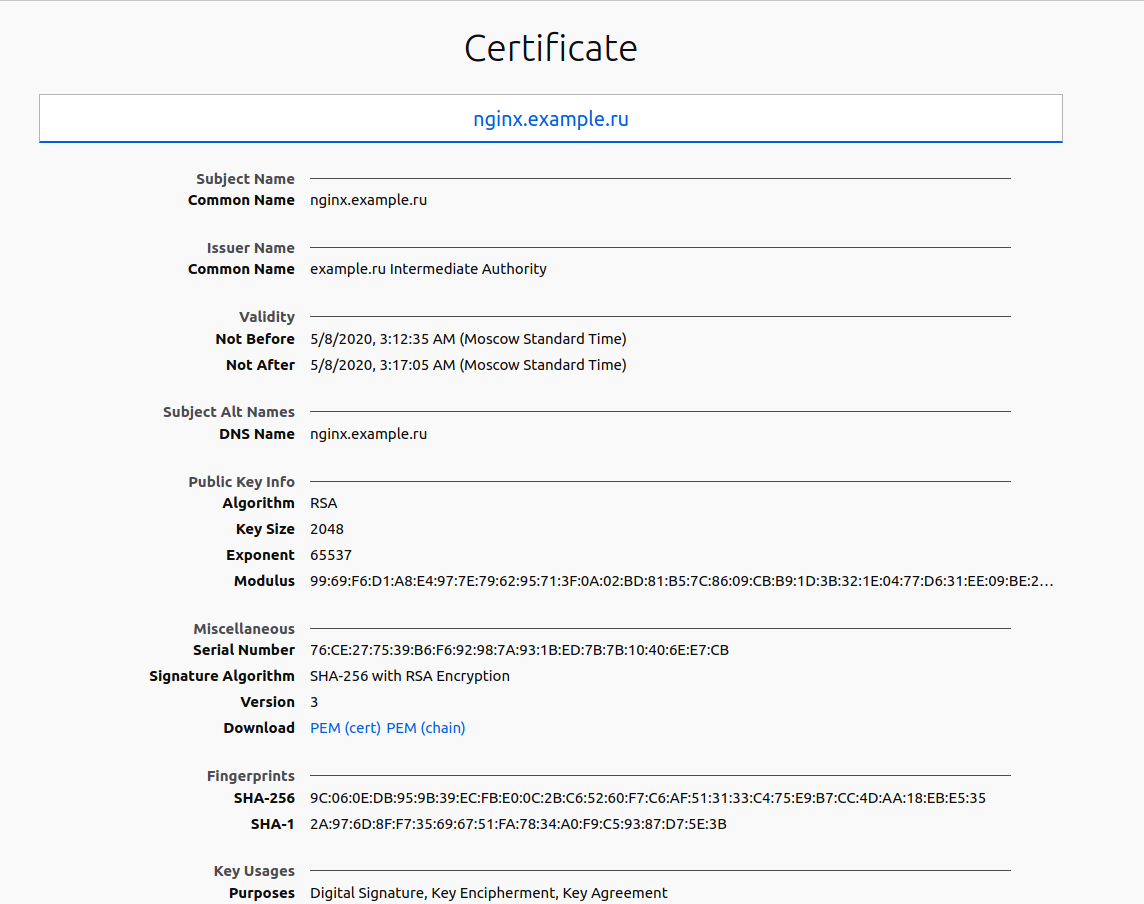 Certificate
nginx.example.ru
Subject Name
Common Name nginx.example.ru
Issuer Name
Common Name example.ru Intermediate Authority
Validity
Not Before 5/8/2020, 3:12:35 AM (Moscow Standard Time)
Not After 5/8/2020, 3:17:05 AM (Moscow Standard Time)
Subject Alt Names
DNS Name nginx.example.ru
Public Key Info
Algorithm RSA
Key Size 2048
Exponent 65537
Modulus 99:69:F6:D1:A8:E4:97:7E:79:62:95:71:3F:0A:02:BD:81:B5:7C:86:09:CB:B9:1D:3B:32:1E:04:77:D6:31:EE:09:BE:2…
Miscellaneous
Serial Number 76:CE:27:75:39:B6:F6:92:98:7A:93:1B:ED:7B:7B:10:40:6E:E7:CB
Signature Algorithm SHA-256 with RSA Encryption
Version 3
Download PEM (cert) PEM (chain)
Fingerprints
SHA-256 9C:06:0E:DB:95:9B:39:EC:FB:E0:0C:2B:C6:52:60:F7:C6:AF:51:31:33:C4:75:E9:B7:CC:4D:AA:18:EB:E5:35
SHA-1 2A:97:6D:8F:F7:35:69:67:51:FA:78:34:A0:F9:C5:93:87:D7:5E:3B
Key Usages
Purposes Digital Signature, Key Encipherment, Key Agreement